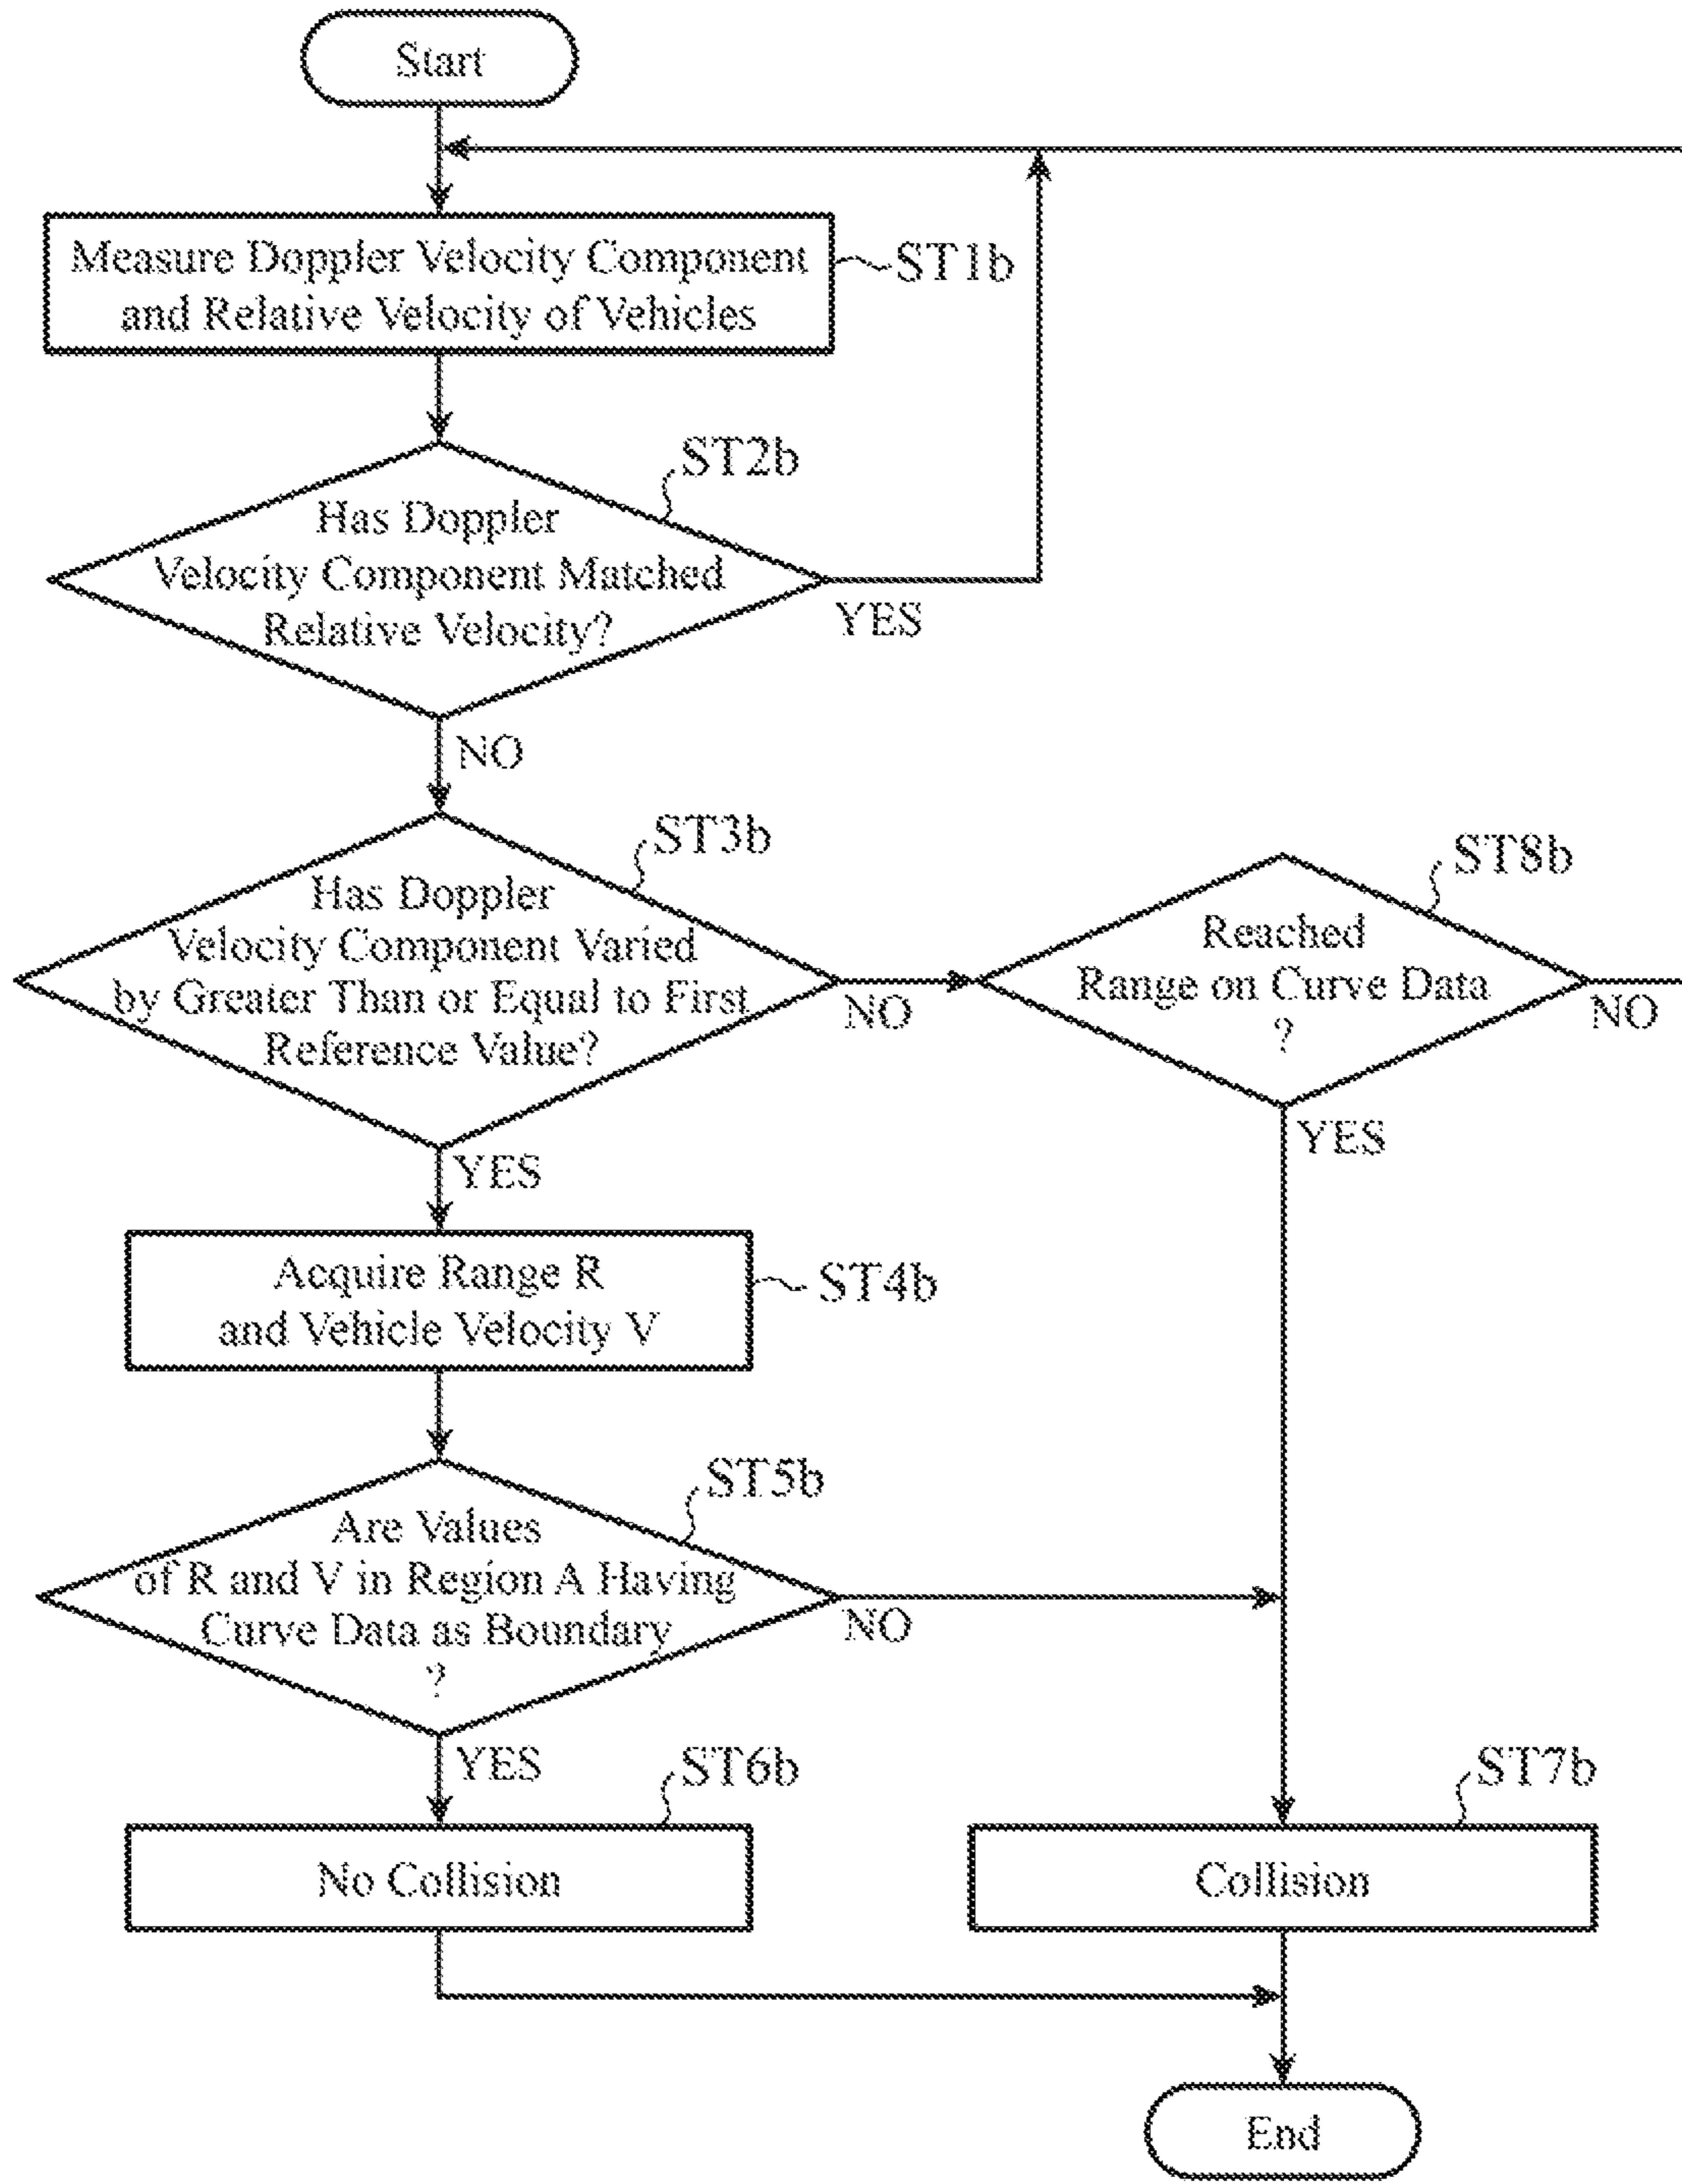 Start
Measure Doppler Velocity Component
and Relative Velocity of Vehicles
ST1b
ST2b
Has Doppler
Velocity Component Matched
Relative Velocity?
YES
NO
ST3b
Has Doppler
Velocity Component Varied
by Greater Than or Equal to First
Reference Value?
NO
YES
ST8b
Reached
Range on Curve Data
?
NO
YES
Acquire Range R
and Vehicle Velocity V
ST4b
ST5b
Are Values
of R and V in Region A Having
Curve Data as Boundary
?
NO
YES
ST6b
No Collision
ST7b
Collision
End